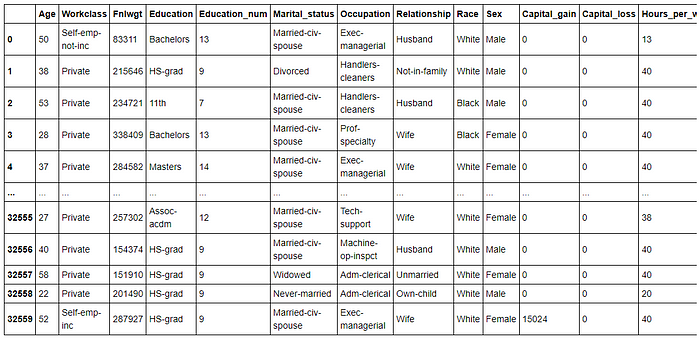 Age Workclass Fnlwgt Education Education_num Marital_status Occupation Relationship Race Sex Capital_gain Capital_loss Hours_per_w
0 50 Self-emp-not-inc 83311 Bachelors 13 Married-civ-spouse Exec-managerial Husband White Male 0 0 13
1 38 Private 215646 HS-grad 9 Divorced Handlers-cleaners Not-in-family White Male 0 0 40
2 53 Private 234721 11th 7 Married-civ-spouse Handlers-cleaners Husband Black Male 0 0 40
3 28 Private 338409 Bachelors 13 Married-civ-spouse Prof-specialty Wife Black Female 0 0 40
4 37 Private 284582 Masters 14 Married-civ-spouse Exec-managerial Wife White Female 0 0 40
... ... ... ... ... ... ... ... ... ... ... ... ... ...
32555 27 Private 257302 Assoc-acdm 12 Married-civ-spouse Tech-support Wife White Female 0 0 38
32556 40 Private 154374 HS-grad 9 Married-civ-spouse Machine-op-inspct Husband White Male 0 0 40
32557 58 Private 151910 HS-grad 9 Widowed Adm-clerical Unmarried White Female 0 0 40
32558 22 Private 201490 HS-grad 9 Never-married Adm-clerical Own-child White Male 0 0 20
32559 52 Self-emp-inc 287927 HS-grad 9 Married-civ-spouse Exec-managerial Wife White Female 15024 0 40